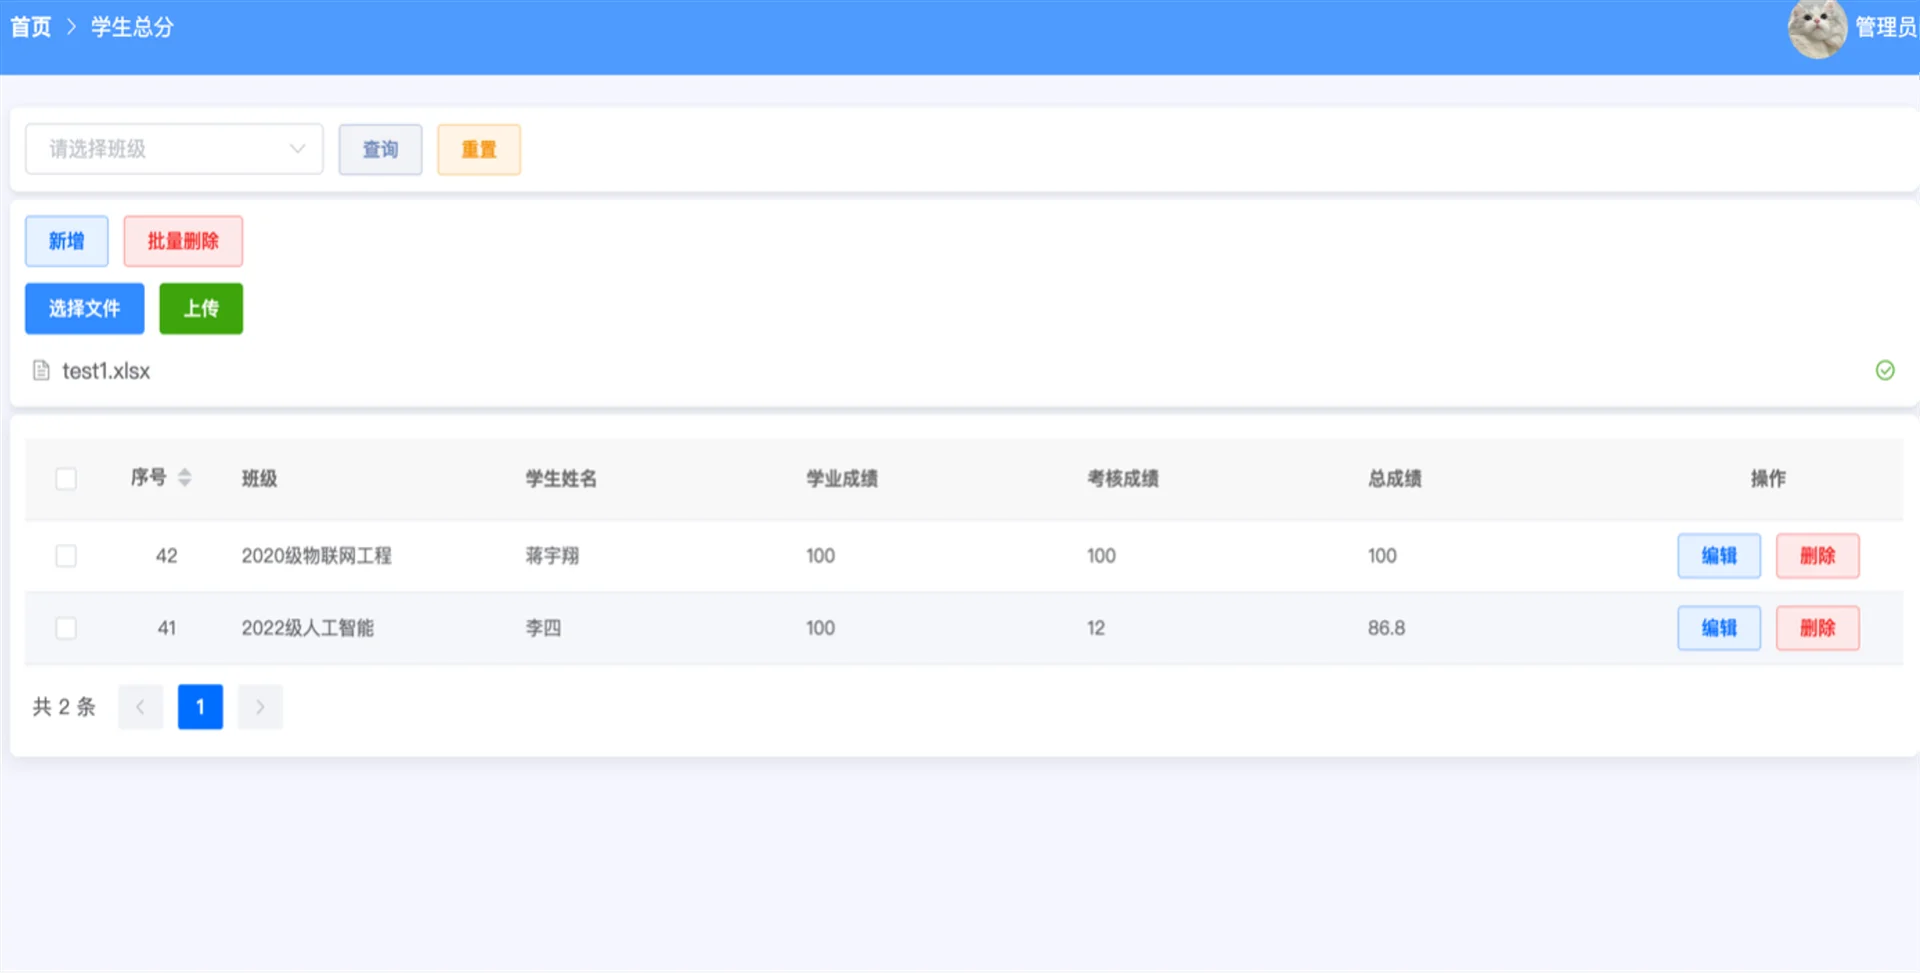 首页 > 学生总分
管理员
请选择班级 查询 重置
新增 批量删除
选择文件 上传
test1.xlsx
序号 班级 学生姓名 学业成绩 考核成绩 总成绩 操作
42 2020级物联网工程 蒋宇翔 100 100 100 编辑 删除
41 2022级人工智能 李四 100 12 86.8 编辑 删除
共 2 条 < 1 >